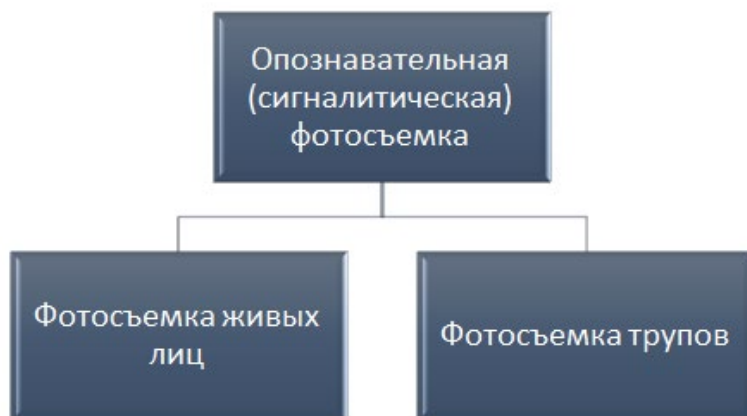 Опознавательная
(сигналитическая)
фотосъемка
Фотосъемка живых
лиц
Фотосъемка трупов